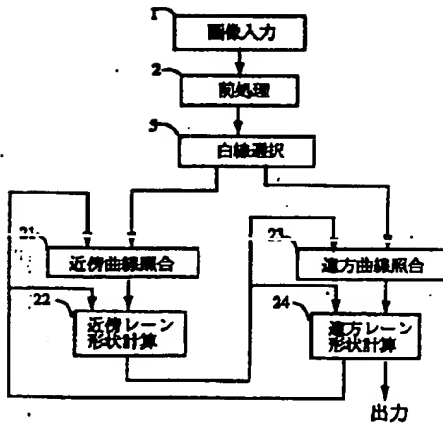 1
画像入力
2
前処理
5
白線選択
21
近傍曲線照合
23
遠方曲線照合
22
近傍レーン
形状計算
24
遠方レーン
形状計算
出力